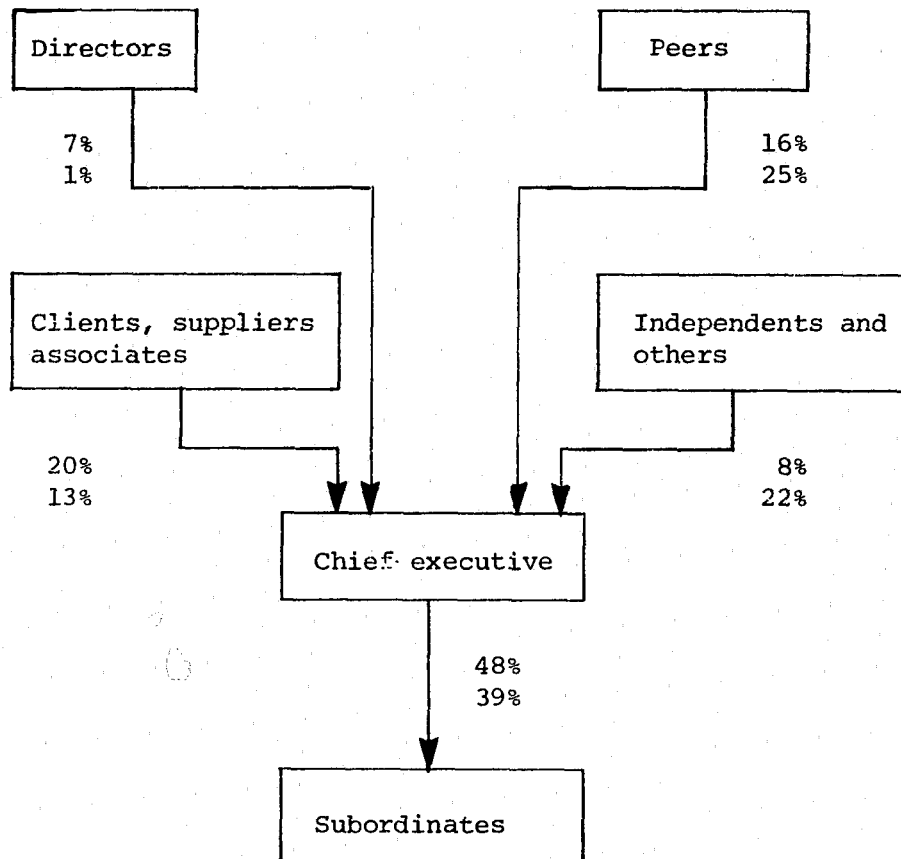 Directors
Peers
7%
1%
16%
25%
Clients, suppliers
associates
Independents and
others
20%
13%
8%
22%
Chief executive
48%
39%
Subordinates